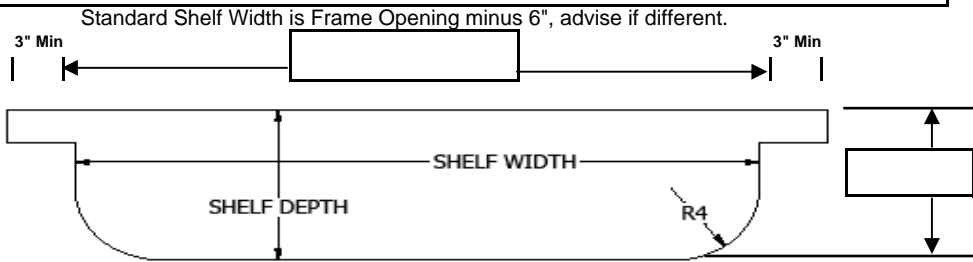 Standard Shelf Width is Frame Opening minus 6", advise if different.
3" Min
3" Min
SHELF WIDTH
SHELF DEPTH
R4